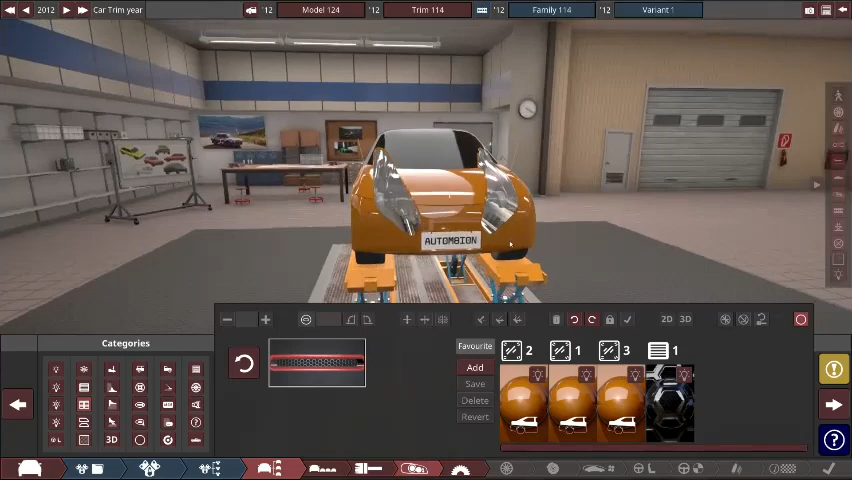 2012 Car Trim year '12 Model 124 '12 Trim 114 '12 Family 114 '12 Variant 1
AUTOMBION
2D 3D
Categories
Favourite 2 1 3 1
Add
Save
Delete
Revert
L 3D
L